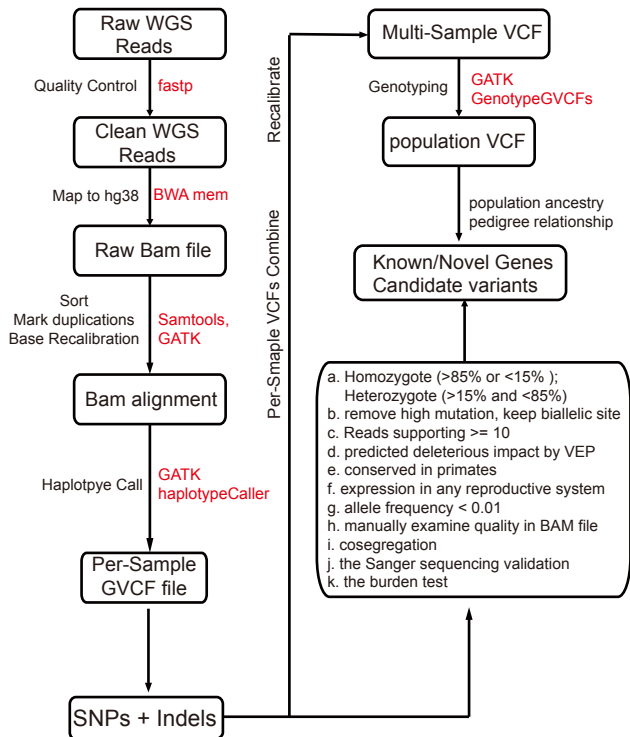 Raw WGS
Reads
Quality Control
fastp
Clean WGS
Reads
Map to hg38
BWA mem
Raw Bam file
Sort
Mark duplications
Base Recalibration
Samtools,
GATK
Bam alignment
Haplotpye Call
GATK
haplotypeCaller
Per-Sample
GVCF file
SNPs + Indels
Per-Smaple VCFs Combine
Recalibrate
Multi-Sample VCF
Genotyping
GATK
GenotypeGVCFs
population VCF
population ancestry
pedigree relationship
Known/Novel Genes
Candidate variants
a. Homozygote (>85% or <15% );
Heterozygote (>15% and <85%)
b. remove high mutation, keep biallelic site
c. Reads supporting >= 10
d. predicted deleterious impact by VEP
e. conserved in primates
f. expression in any reproductive system
g. allele frequency < 0.01
h. manually examine quality in BAM file
i. cosegregation
j. the Sanger sequencing validation
k. the burden test